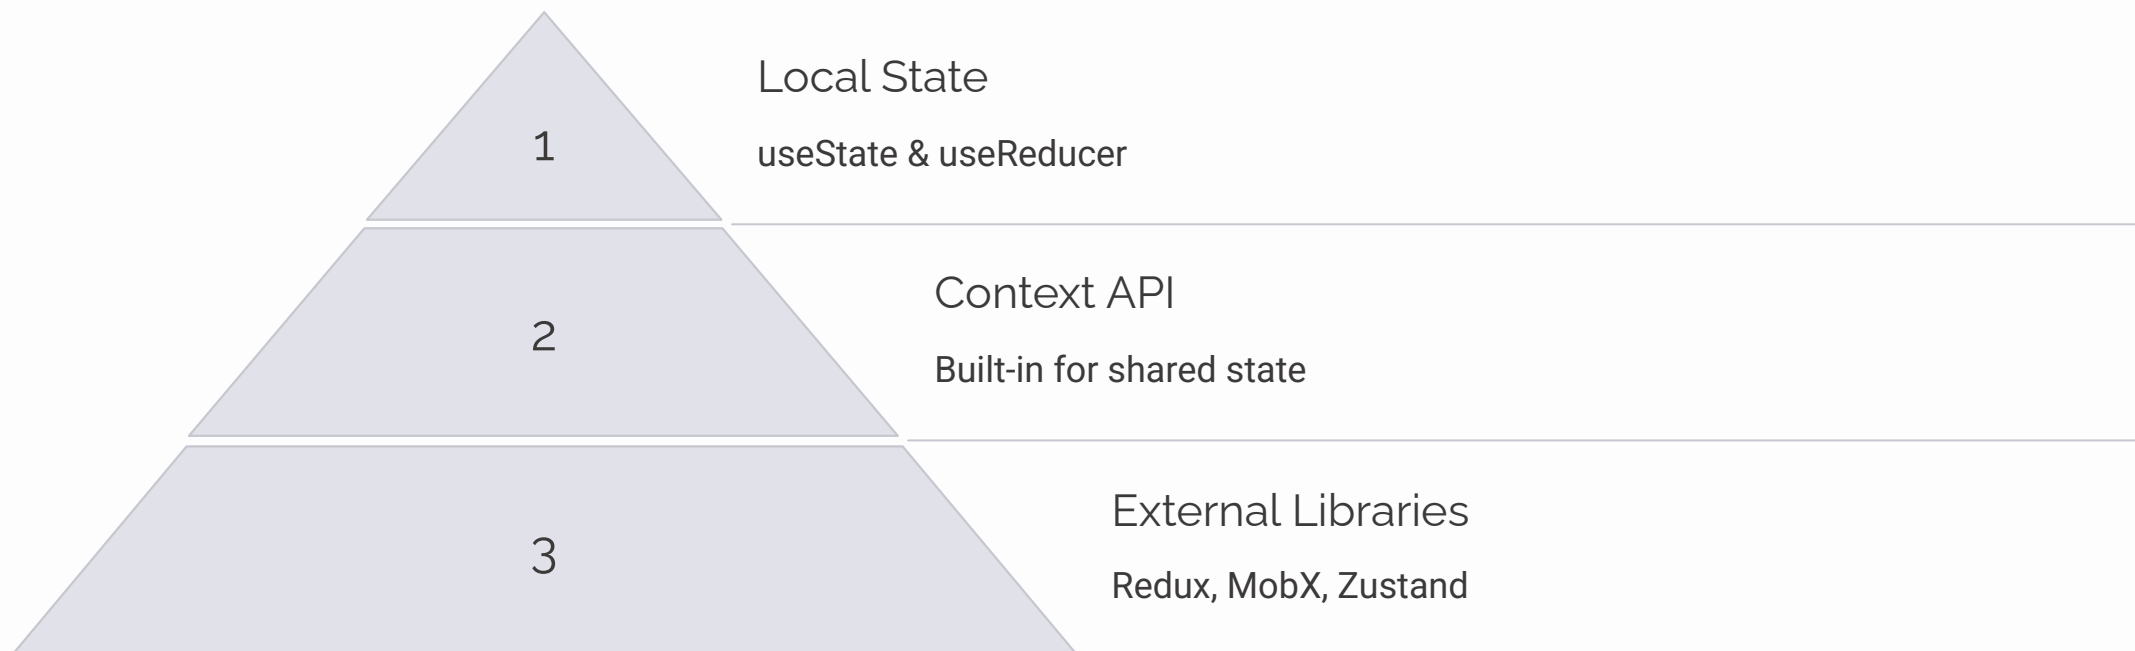 1
Local State
useState & useReducer
2
Context API
Built-in for shared state
3
External Libraries
Redux, MobX, Zustand